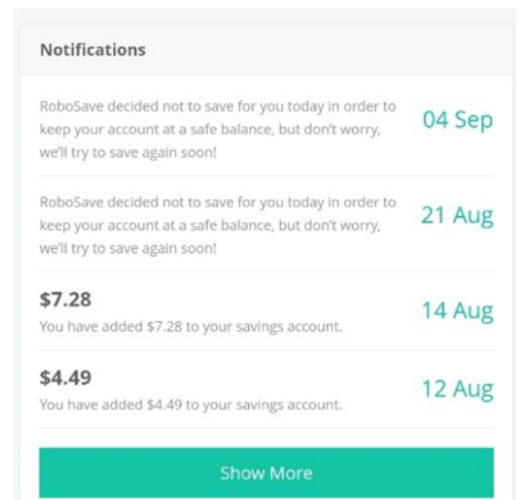 Notifications
RoboSave decided not to save for you today in order to
keep your account at a safe balance, but don't worry,
we'll try to save again soon!
04 Sep
RoboSave decided not to save for you today in order to
keep your account at a safe balance, but don't worry,
we'll try to save again soon!
21 Aug
$7.28
You have added $7.28 to your savings account.
14 Aug
$4.49
You have added $4.49 to your savings account.
12 Aug
Show More